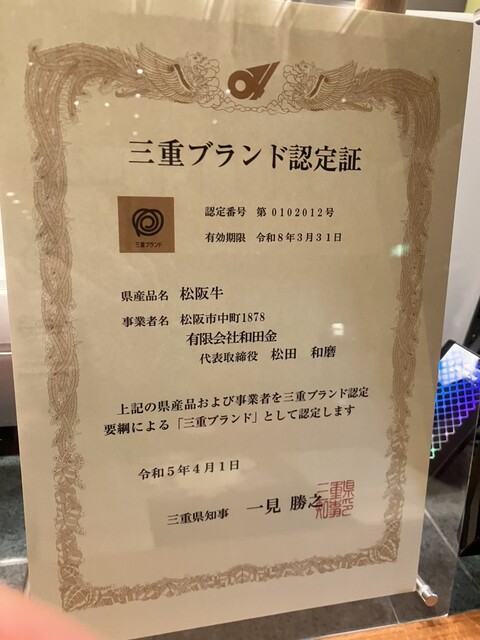 三重ブランド認定証
三重ブランド
認定番号 第0102012号
有効期限 令和8年3月31日
県産品名 松阪牛
事業者名 松阪市中町1878
有限会社和田金
代表取締役 松田 和磨
上記の県産品および事業者を三重ブランド認定
要綱による「三重ブランド」として認定します
令和5年4月1日
三重県知事 一見 勝之